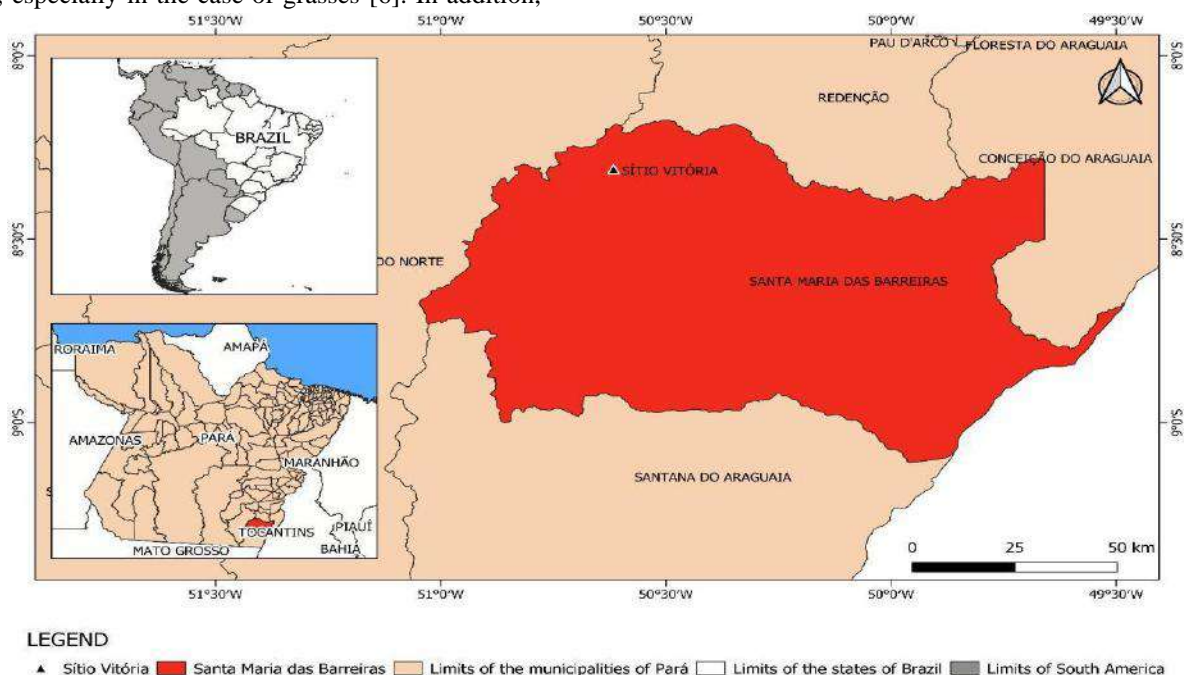 , especially in the case of grasses [6]. In addition,
51°30'W 51°0'W 50°30'W 50°0'W 49°30'W
8°0'S 8°0'S
PAU D'ARCO FLORESTA DO ARAGUAIA
REDENÇÃO
BRAZIL
CONCEIÇÃO DO ARAGUAIA
SÍTIO VITÓRIA
8°30'S 8°30'S
DO NORTE
SANTA MARIA DAS BARREIRAS
RORAIMA
AMAPÁ
9°0'S 9°0'S
AMAZONAS
PARÁ
MARANHÃO
SANTANA DO ARAGUAIA
S
TOCANTINS
PIAUÍ
MATO GROSSO
BAHIA
0 25 50 km
51°30'W 51°0'W 50°30'W 50°0'W 49°30'W
LEGEND
Sítio Vitória Santa Maria das Barreiras Limits of the municipalities of Pará Limits of the states of Brazil Limits of South America